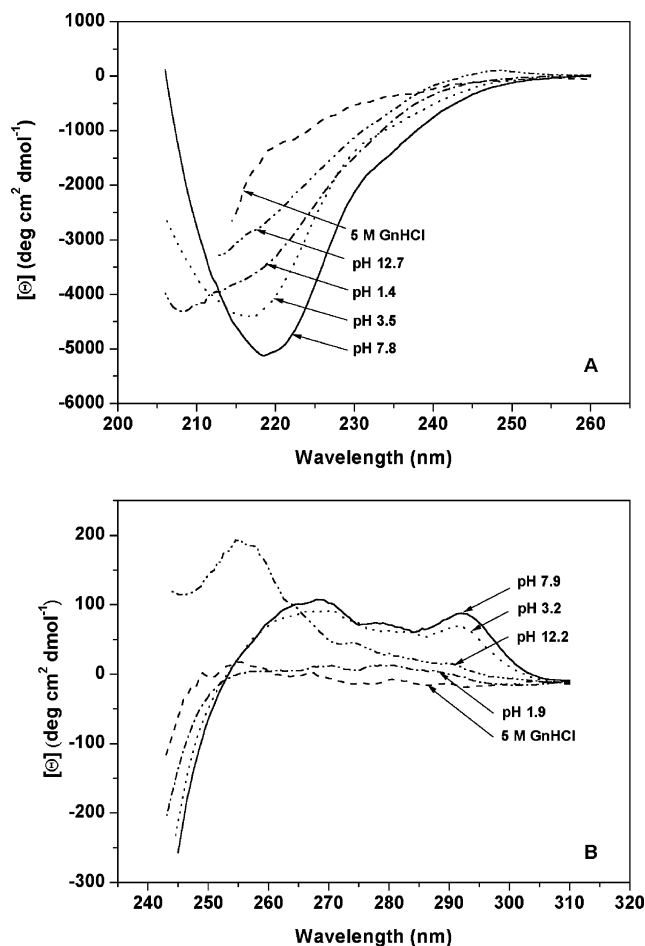 1000
0
-1000
-2000
-3000
-4000
-5000
-6000
[Θ] (deg cm² dmol⁻¹)
5 M GnHCl
pH 12.7
pH 1.4
pH 3.5
pH 7.8
A
200 210 220 230 240 250 260
Wavelength (nm)
200
100
0
-100
-200
-300
[Θ] (deg cm² dmol⁻¹)
pH 7.9
pH 3.2
pH 12.2
pH 1.9
5 M GnHCl
B
240 250 260 270 280 290 300 310 320
Wavelength (nm)